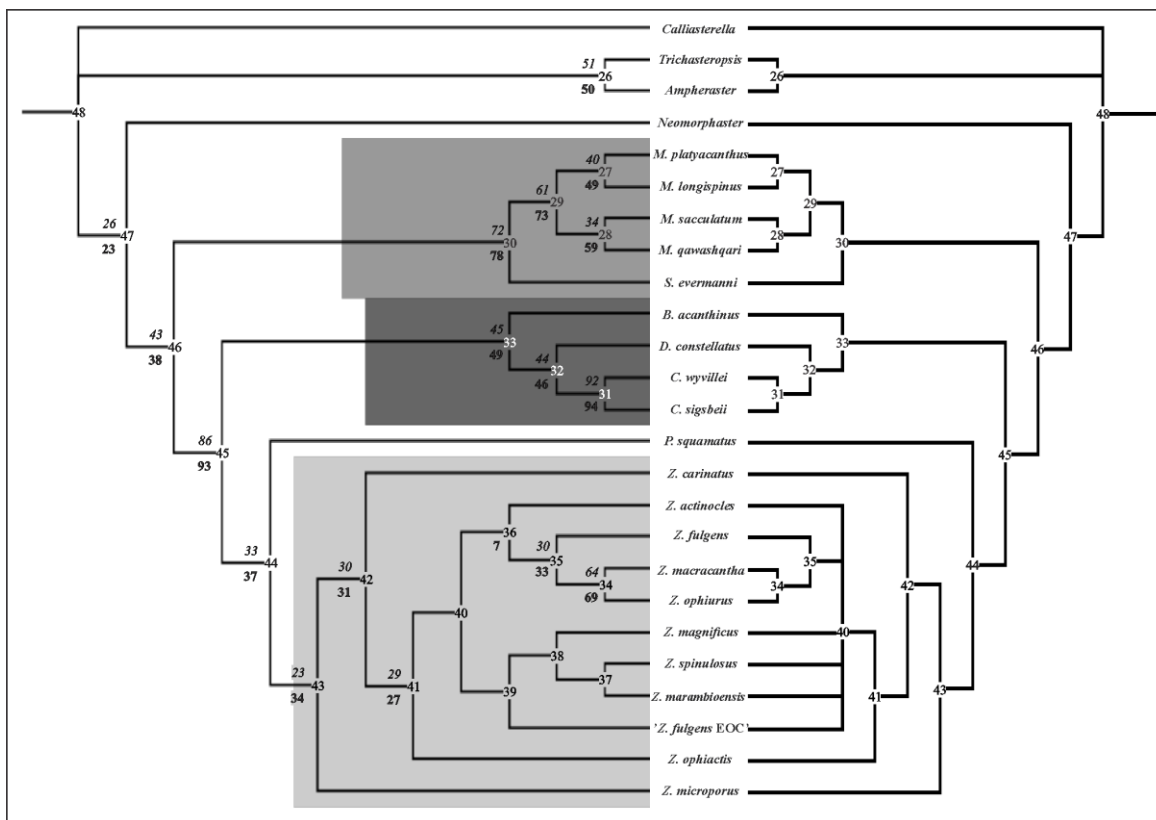 Calliasterella
51
Trichasteropsis
26 26
50
Ampheraster
48 48
Neomorphaster
40
M. platyacanthus
27 27
49
M. longispinus
61
29 29
73
34
M. sacculatum
28 28
59
M. qawashqari
26
47 47
23
72
30 30
78
S. evermanni
B. acanthinus
45
33 33
49
43
46 46
38
D. constellatus
44
32 32
46
92
C. wyvillei
31 31
94
C. sigsbeii
86
45 45
93
P. squamatus
Z. carinatus
Z. actinocles
36
7
Z. fulgens
30
35 35
33
33
44 44
37
64
Z. macracantha
34 34
69
Z. ophiurus
30
42 42
31
40 40
Z. magnificus
38
Z. spinulosus
37
Z. marambioensis
23
43 43
34
29
41 41
27
39
'Z. fulgens EOC'
Z. ophiactis
Z. microporus